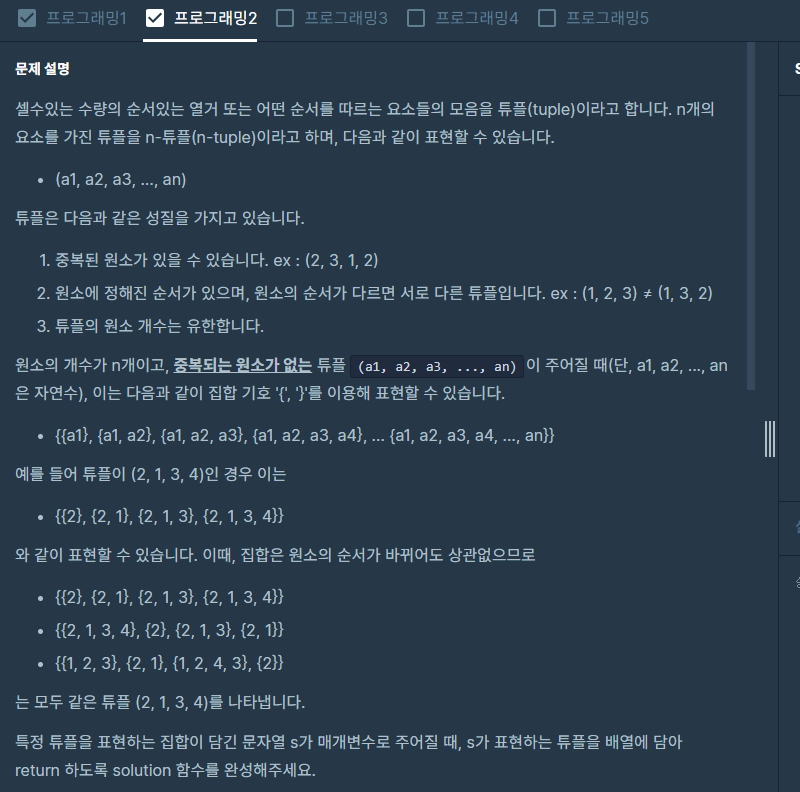 프로그래밍1 프로그래밍2 프로그래밍3 프로그래밍4 프로그래밍5
문제 설명
셀수있는 수량의 순서있는 열거 또는 어떤 순서를 따르는 요소들의 모음을 튜플(tuple)이라고 합니다. n개의
요소를 가진 튜플을 n-튜플(n-tuple)이라고 하며, 다음과 같이 표현할 수 있습니다.
• (a1, a2, a3, ..., an)
튜플은 다음과 같은 성질을 가지고 있습니다.
1. 중복된 원소가 있을 수 있습니다. ex : (2, 3, 1, 2)
2. 원소에 정해진 순서가 있으며, 원소의 순서가 다르면 서로 다른 튜플입니다. ex : (1, 2, 3) ≠ (1, 3, 2)
3. 튜플의 원소 개수는 유한합니다.
원소의 개수가 n개이고, 중복되는 원소가 없는 튜플 (a1, a2, a3, ..., an) 이 주어질 때(단, a1, a2, ..., an
은 자연수), 이는 다음과 같이 집합 기호 '{', '}'를 이용해 표현할 수 있습니다.
• {{a1}, {a1, a2}, {a1, a2, a3}, {a1, a2, a3, a4}, ... {a1, a2, a3, a4, ..., an}}
예를 들어 튜플이 (2, 1, 3, 4)인 경우 이는
• {{2}, {2, 1}, {2, 1, 3}, {2, 1, 3, 4}}
와 같이 표현할 수 있습니다. 이때, 집합은 원소의 순서가 바뀌어도 상관없으므로
• {{2}, {2, 1}, {2, 1, 3}, {2, 1, 3, 4}}
• {{2, 1, 3, 4}, {2}, {2, 1, 3}, {2, 1}}
• {{1, 2, 3}, {2, 1}, {1, 2, 4, 3}, {2}}
는 모두 같은 튜플 (2, 1, 3, 4)를 나타냅니다.
특정 튜플을 표현하는 집합이 담긴 문자열 s가 매개변수로 주어질 때, s가 표현하는 튜플을 배열에 담아
return 하도록 solution 함수를 완성해주세요.